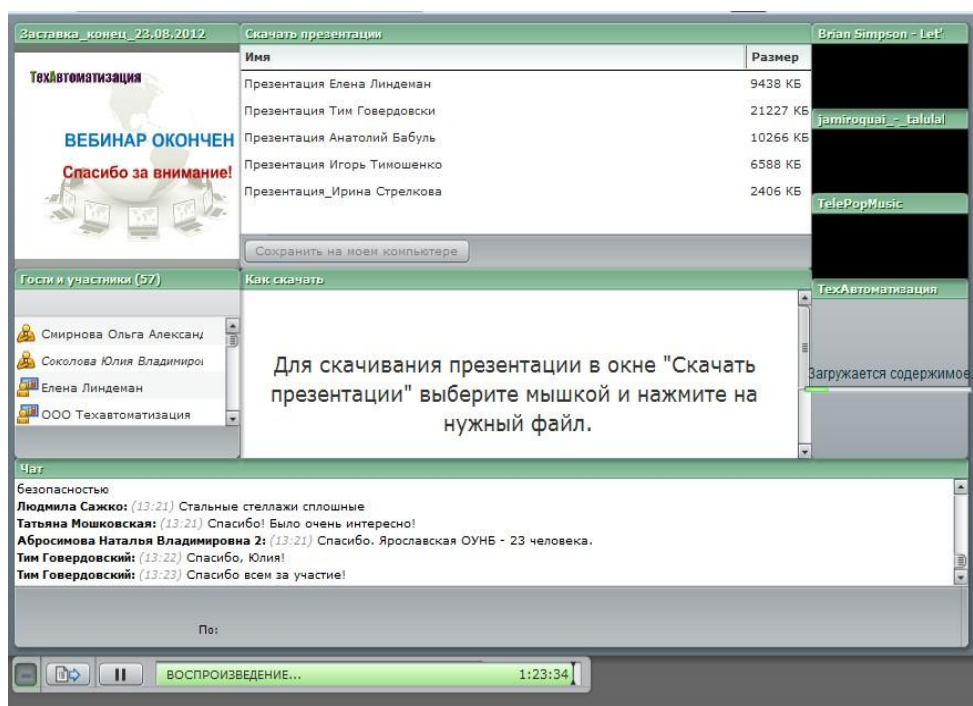 Заставка_конец_23.08.2012
ТехАвтоматизация
ВЕБИНАР ОКОНЧЕН
Спасибо за внимание!
Скачать презентации
Имя Размер
Презентация Елена Линдеман 9438 КБ
Презентация Тим Говердовски 21227 КБ
Презентация Анатолий Бабуль 10266 КБ
Презентация Игорь Тимошенко 6588 КБ
Презентация_Ирина Стрелкова 2406 КБ
Сохранить на моем компьютере
Brian Simpson - Let'
jamiroquai_-_talulal
TelePopMusic
ТехАвтоматизация
Загружается содержимое
Гости и участники (57)
Смирнова Ольга Александ
Соколова Юлия Владимиро
Елена Линдеман
ООО Техавтоматизация
Как скачать
Для скачивания презентации в окне "Скачать
презентации" выберите мышкой и нажмите на
нужный файл.
Чат
безопасностью
Людмила Сажко: (13:21) Стальные стеллажи сплошные
Татьяна Мошковская: (13:21) Спасибо! Было очень интересно!
Абросимова Наталья Владимировна 2: (13:21) Спасибо. Ярославская ОУНБ - 23 человека.
Тим Говердовский: (13:22) Спасибо, Юлия!
Тим Говердовский: (13:23) Спасибо всем за участие!
По:
ВОСПРОИЗВЕДЕНИЕ... 1:23:34